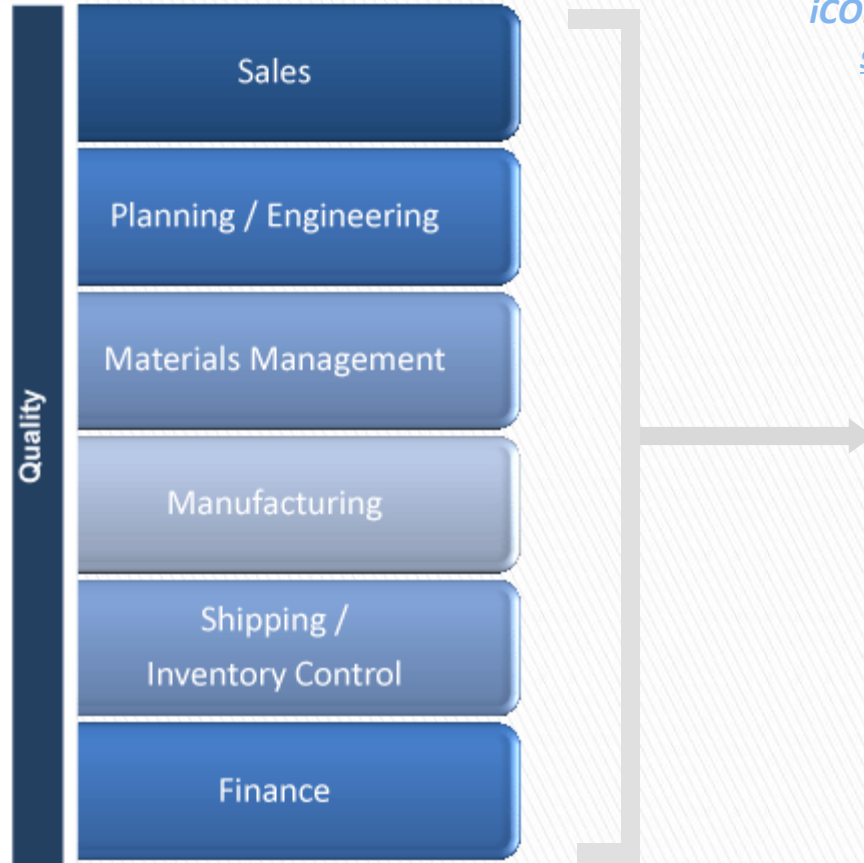 Sales
Planning / Engineering
Materials Management
Manufacturing
Shipping /
Inventory Control
Finance
Quality